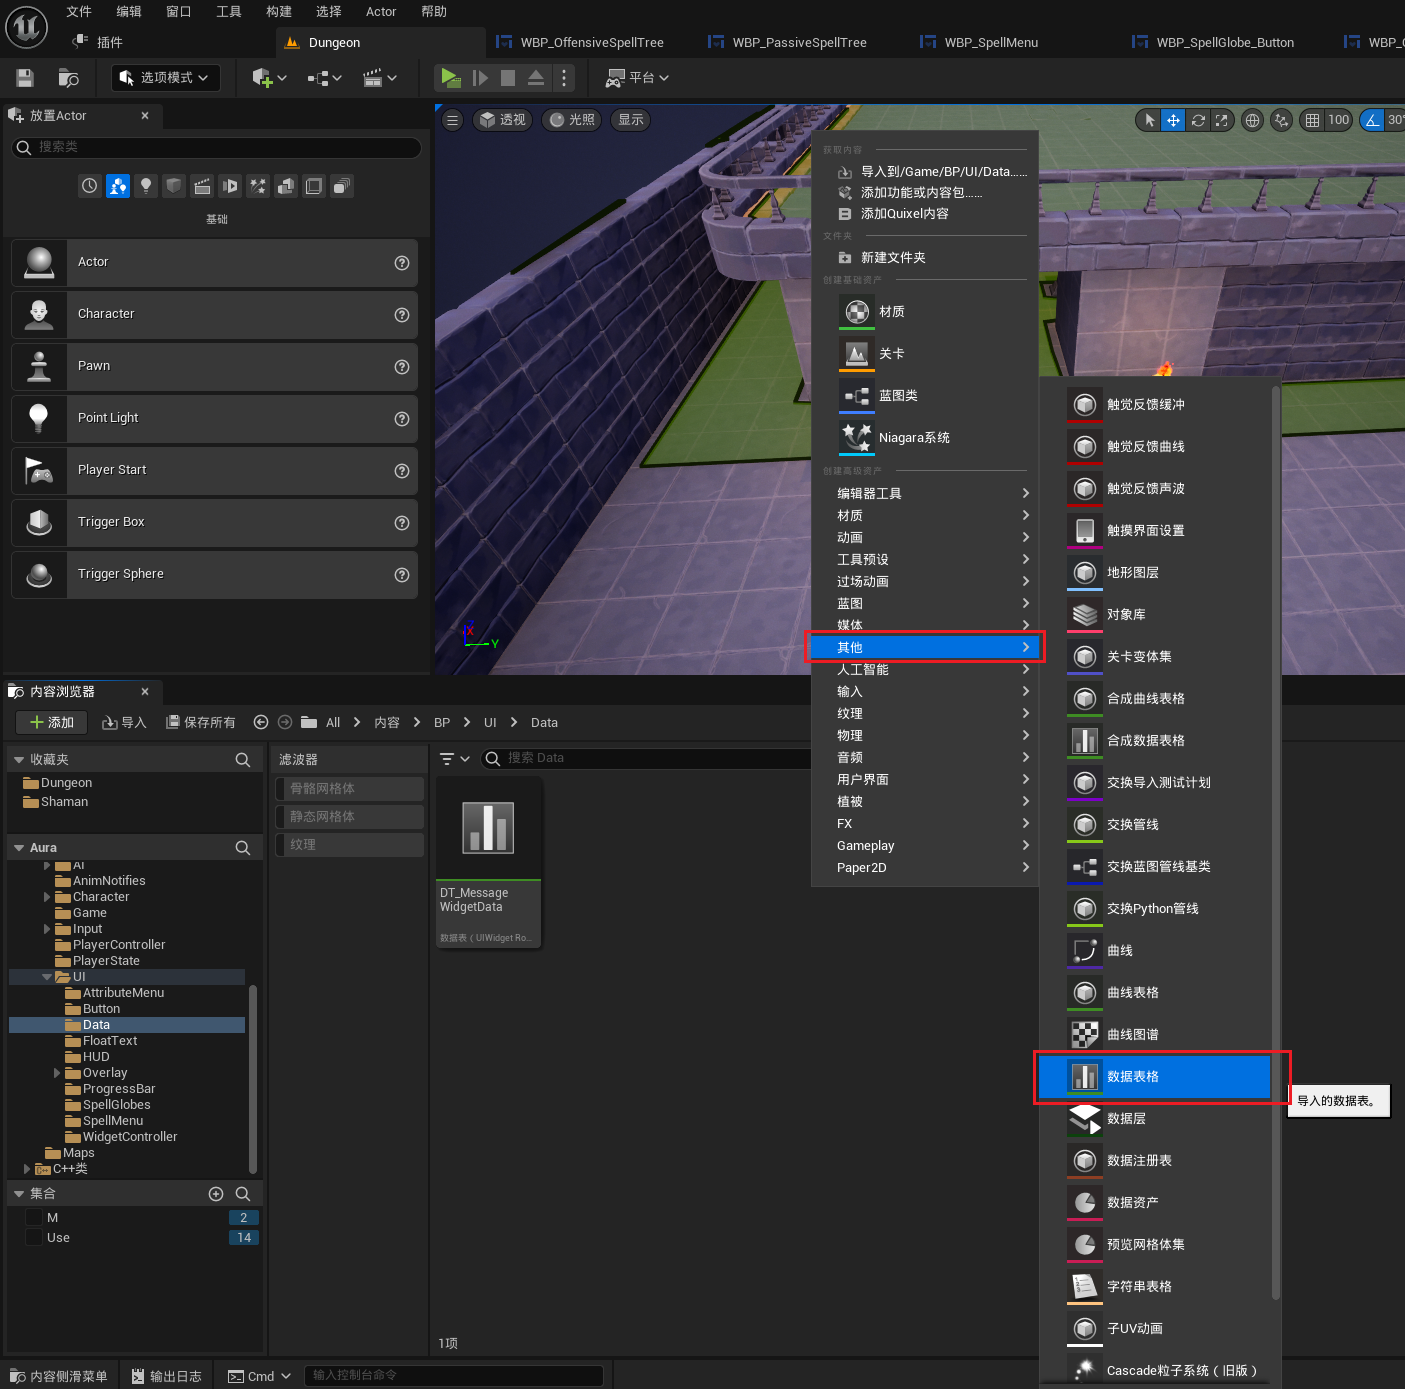 文件 编辑 窗口 工具 构建 选择 Actor 帮助
插件 Dungeon WBP_OffensiveSpellTree WBP_PassiveSpellTree WBP_SpellMenu WBP_SpellGlobe_Button WBP_
选项模式 平台
放置Actor
搜索类
基础
Actor
Character
Pawn
Point Light
Player Start
Trigger Box
Trigger Sphere
透视 光照 显示 100 30°
X
Y
获取内容
导入到/Game/BP/UI/Data……
添加功能或内容包……
添加Quixel内容
文件夹
新建文件夹
创建基础资产
材质
关卡
蓝图类
Niagara系统
创建高级资产
编辑器工具
材质
动画
工具预设
过场动画
蓝图
媒体
其他
人工智能
输入
纹理
物理
音频
用户界面
植被
FX
Gameplay
Paper2D
触觉反馈缓冲
触觉反馈曲线
触觉反馈声波
触摸界面设置
地形图层
对象库
关卡变体集
合成曲线表格
合成数据表格
交换导入测试计划
交换管线
交换蓝图管线基类
交换Python管线
曲线
曲线表格
曲线图谱
数据表格
数据层
数据注册表
数据资产
预览网格体集
字符串表格
子UV动画
Cascade粒子系统（旧版）
导入的数据表。
内容浏览器
添加 导入 保存所有 All 内容 BP UI Data
收藏夹
Dungeon
Shaman
Aura
AI
AnimNotifies
Character
Game
Input
PlayerController
PlayerState
UI
AttributeMenu
Button
Data
FloatText
HUD
Overlay
ProgressBar
SpellGlobes
SpellMenu
WidgetController
Maps
C++类
集合
M 2
Use 14
滤波器
骨骼网格体
静态网格体
纹理
搜索 Data
DT_Message
WidgetData
数据表（UIWidget Ro...
1项
内容侧滑菜单 输出日志 Cmd 输入控制台命令